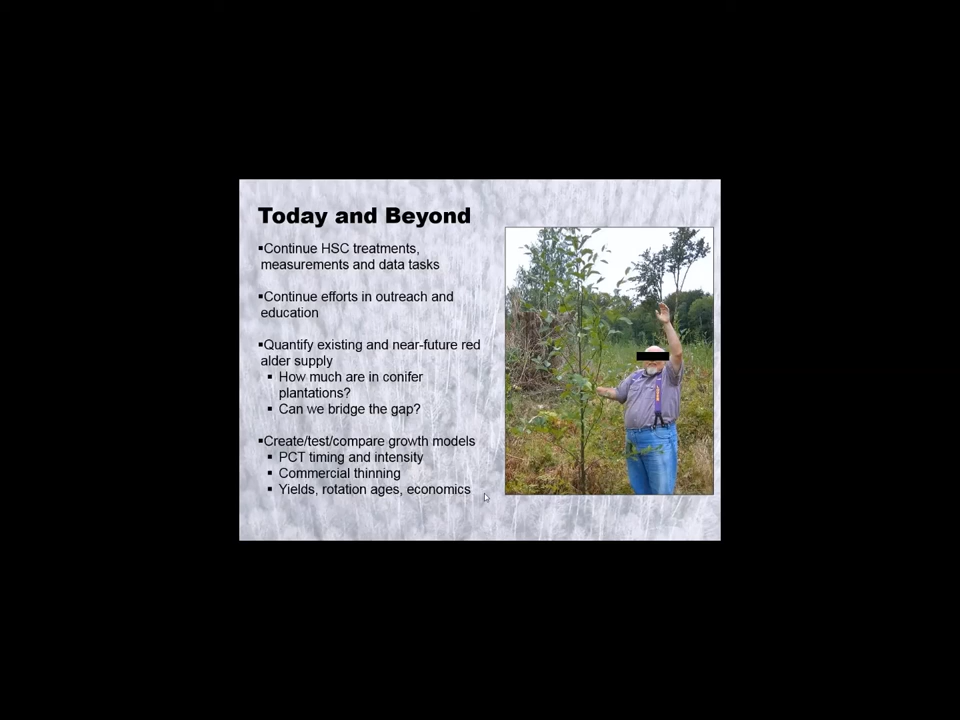 Today and Beyond
▪Continue HSC treatments,
measurements and data tasks
▪Continue efforts in outreach and
education
▪Quantify existing and near-future red
alder supply
▪ How much are in conifer
plantations?
▪ Can we bridge the gap?
▪Create/test/compare growth models
▪ PCT timing and intensity
▪ Commercial thinning
▪ Yields, rotation ages, economics